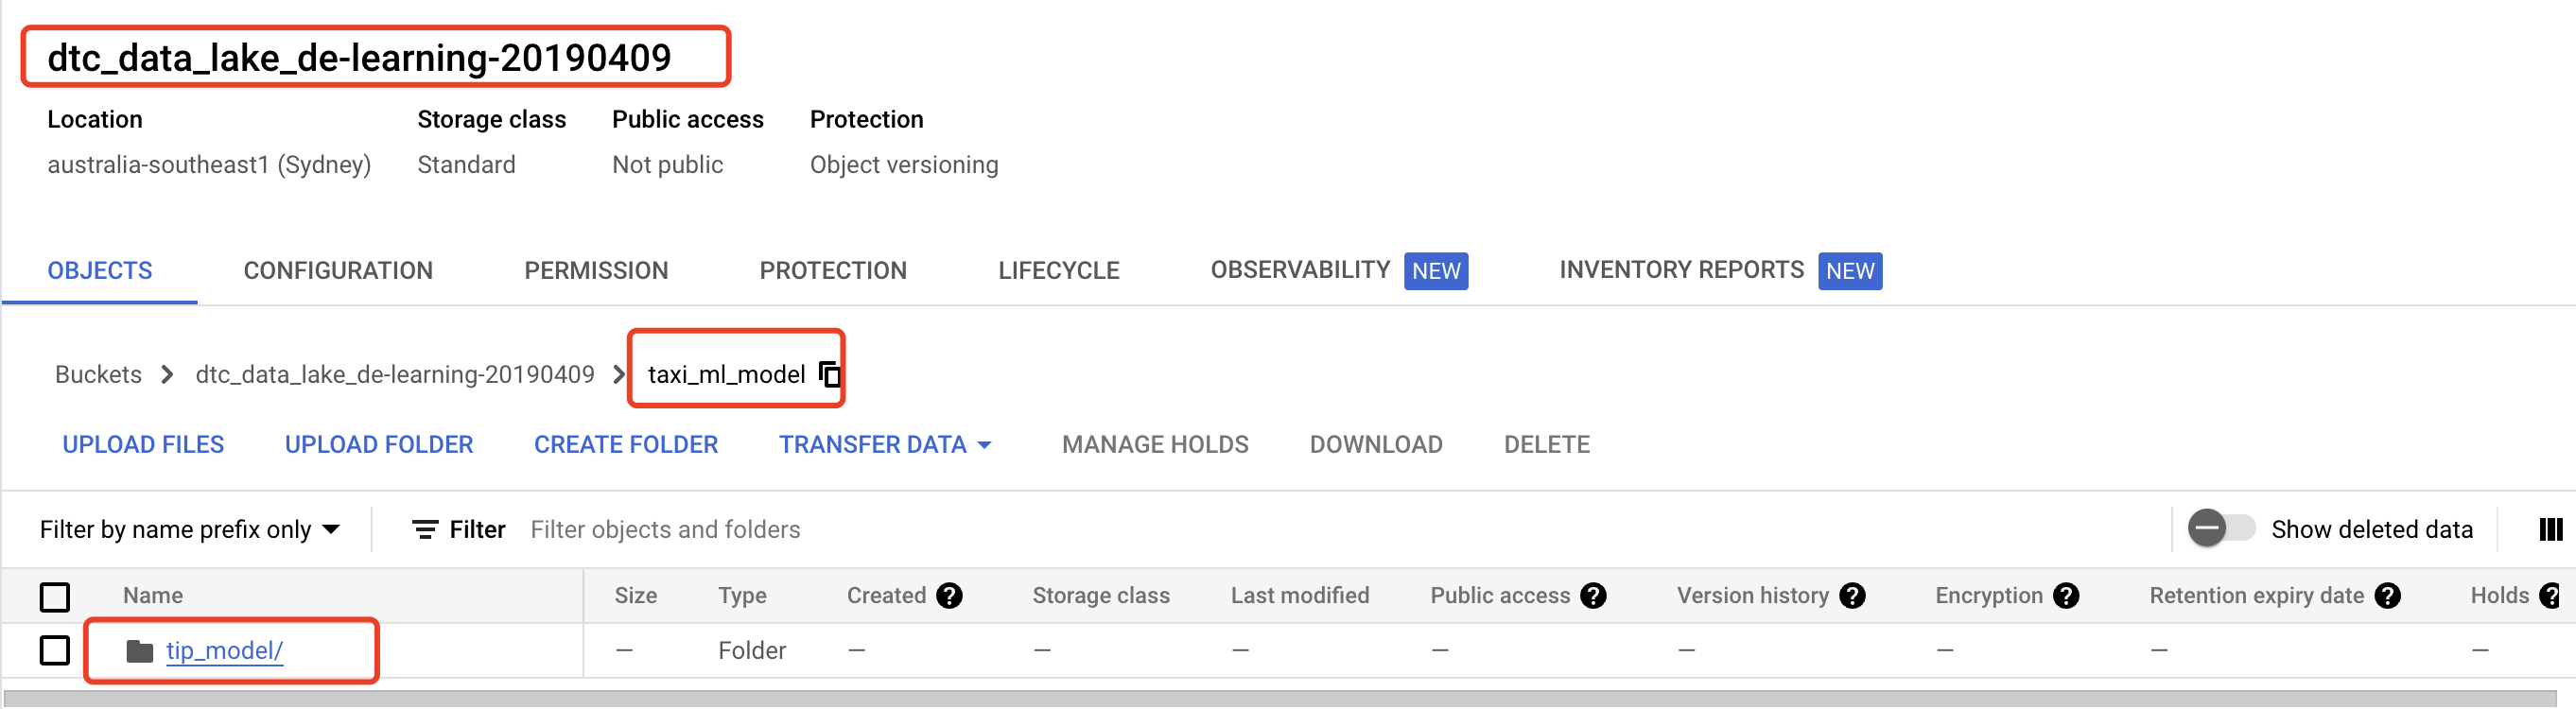 dtc_data_lake_de-learning-20190409
Location Storage class Public access Protection
australia-southeast1 (Sydney) Standard Not public Object versioning
OBJECTS CONFIGURATION PERMISSION PROTECTION LIFECYCLE OBSERVABILITY NEW INVENTORY REPORTS NEW
Buckets > dtc_data_lake_de-learning-20190409 > taxi_ml_model
UPLOAD FILES UPLOAD FOLDER CREATE FOLDER TRANSFER DATA MANAGE HOLDS DOWNLOAD DELETE
Filter by name prefix only Filter Filter objects and folders Show deleted data
Name Size Type Created ? Storage class Last modified Public access ? Version history ? Encryption ? Retention expiry date ? Holds ?
tip_model/ — Folder — — — — — — — —